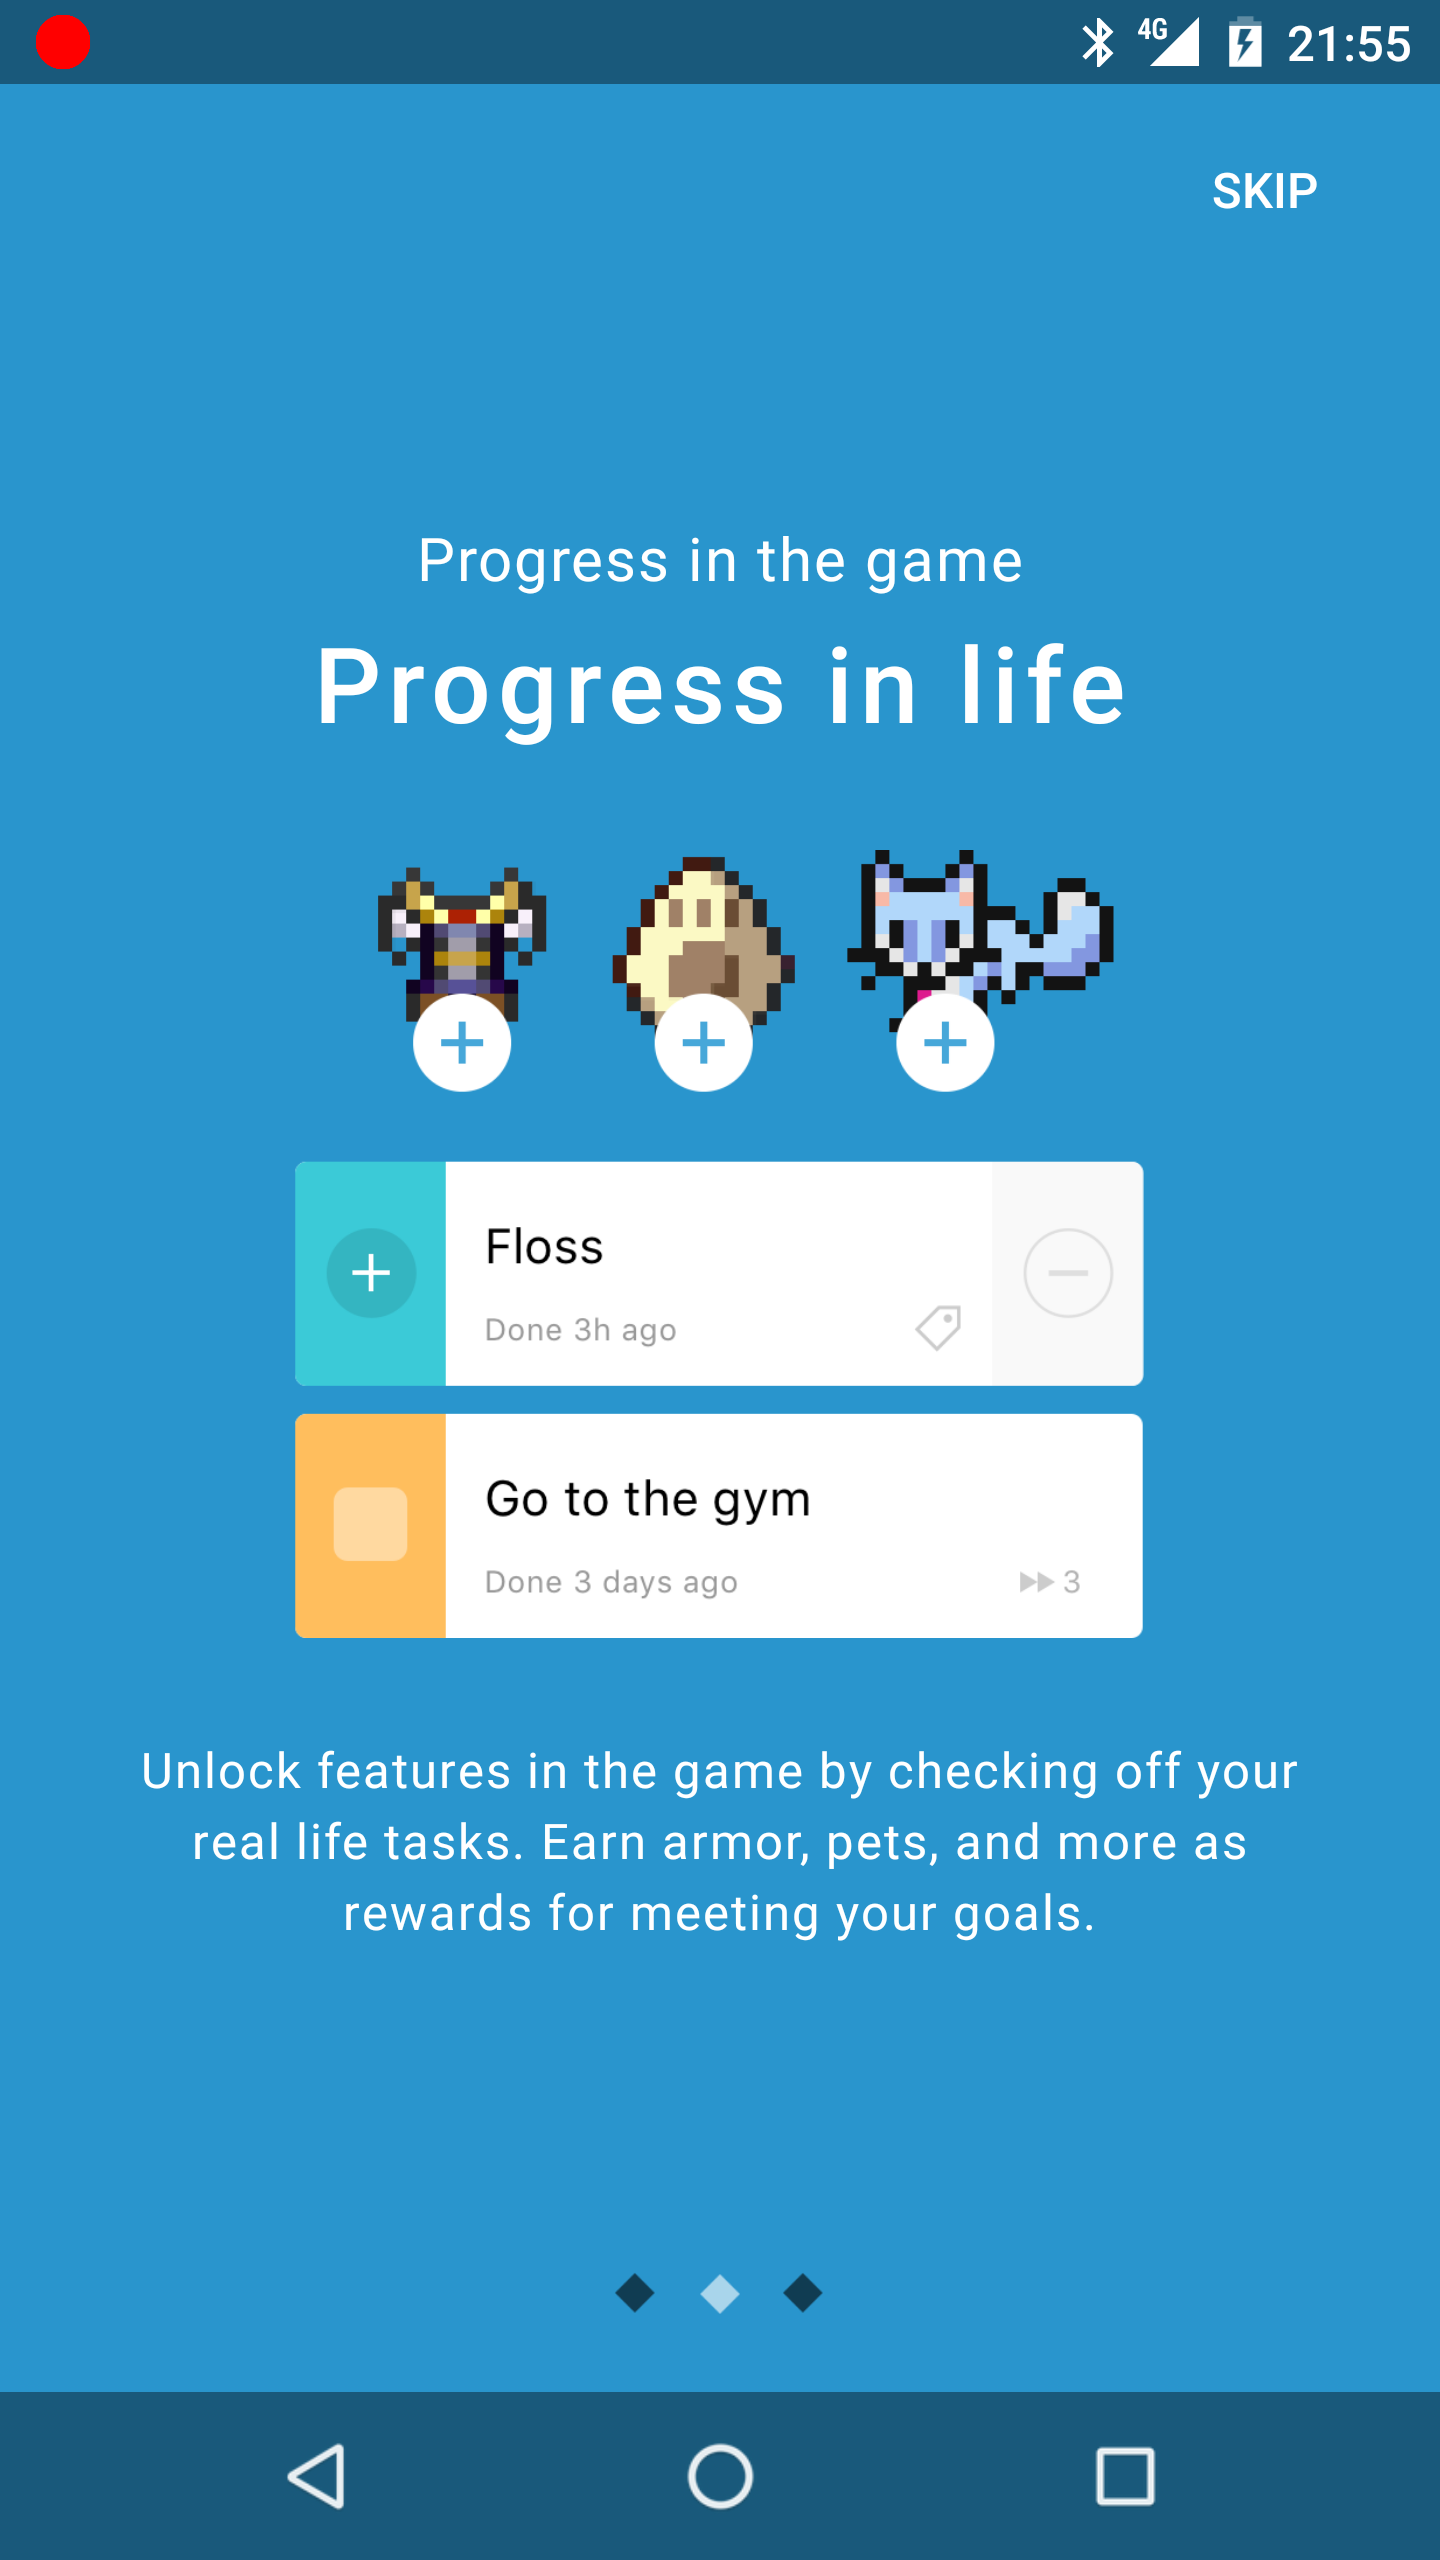 4G 21:55
SKIP
Progress in the game
Progress in life
Floss
Done 3h ago
Go to the gym
Done 3 days ago 3
Unlock features in the game by checking off your
real life tasks. Earn armor, pets, and more as
rewards for meeting your goals.